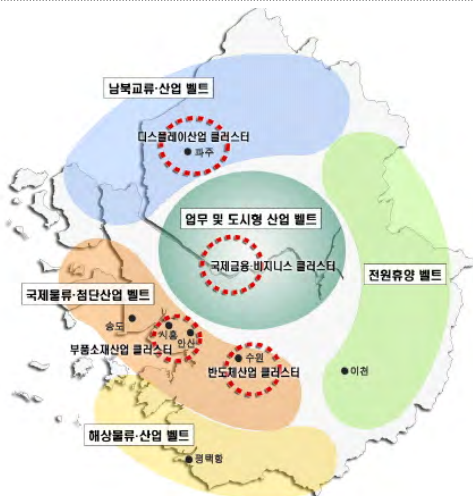 남북교류·산업 벨트
디스플레이산업 클러스터
파주
업무 및 도시형 산업 벨트
국제금융·비지니스 클러스터
전원휴양 벨트
국제물류·첨단산업 벨트
송도
시흥
안산
부품소재산업 클러스터
수원
반도체산업 클러스터
이천
해상물류·산업 벨트
평택항